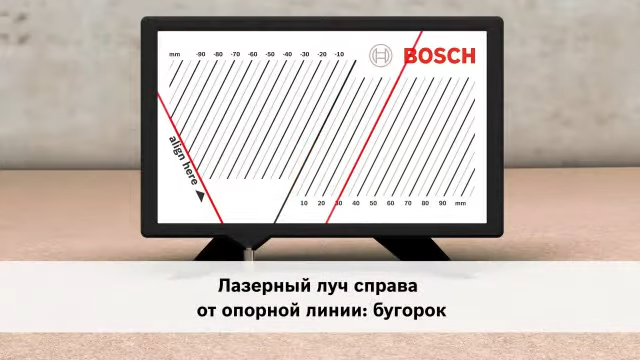 mm -90 -80 -70 -60 -50 -40 -30 -20 -10
BOSCH
align here
10 20 30 40 50 60 70 80 90 mm
Лазерный луч справа
от опорной линии: бугорок